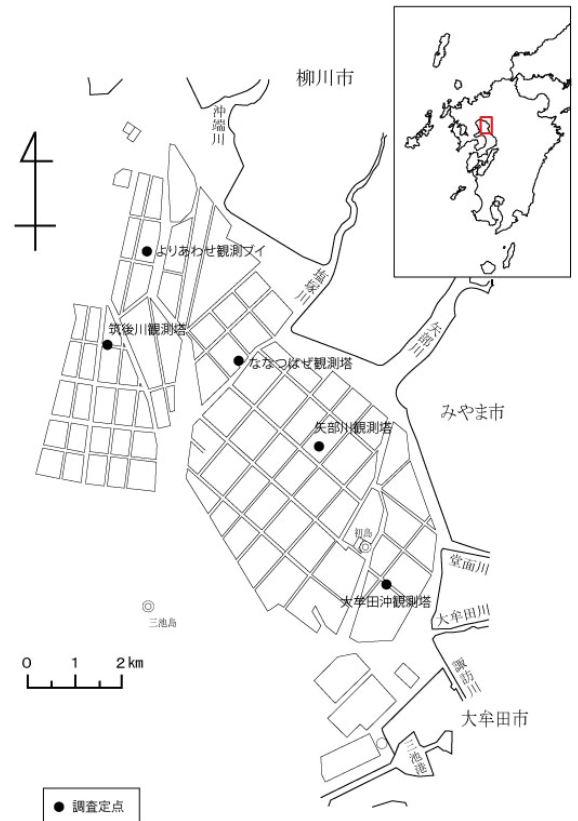 柳川市
沖端川
よりあわせ観測ブイ
塩塚川
筑後川観測塔
矢部川
ななつはぜ観測塔
みやま市
矢部川観測塔
初島
堂面川
大牟田沖観測塔
三池島
大牟田川
0 1 2km
諏訪川
大牟田市
三池港
● 調査定点